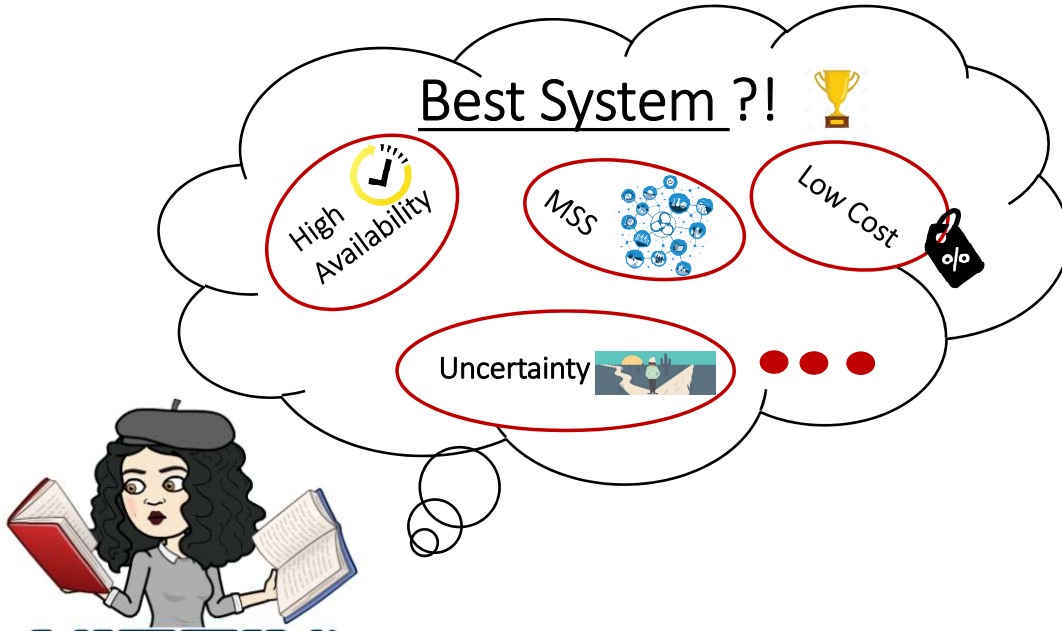 Best System ?!
High
Availability
MSS
Low Cost
%
Uncertainty